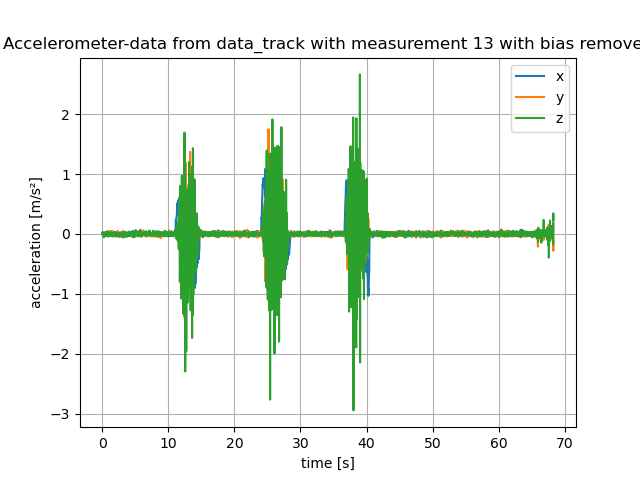 Accelerometer-data from data_track with measurement 13 with bias remove
x
y
z
2
1
0
−1
−2
−3
acceleration [m/s²]
0 10 20 30 40 50 60 70
time [s]